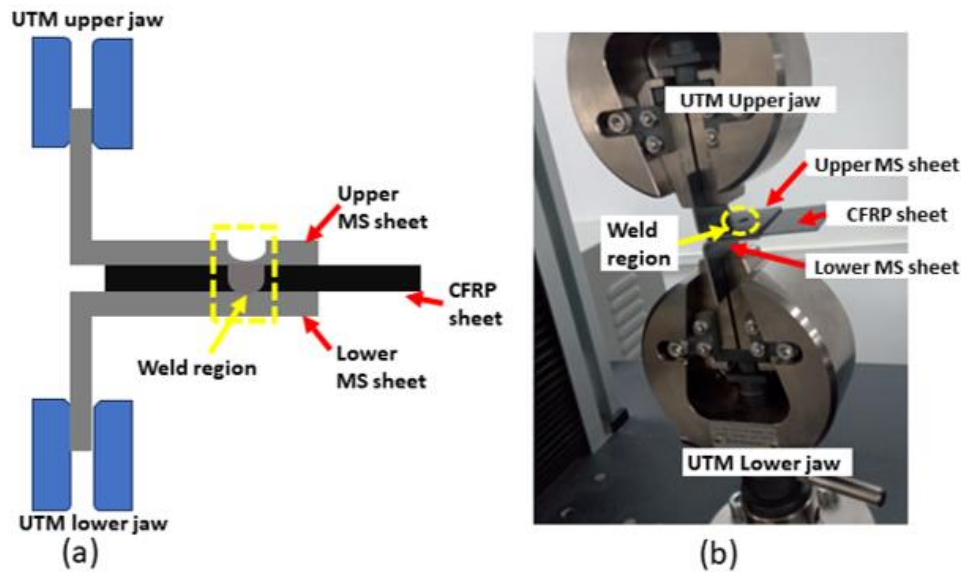 UTM upper jaw
Upper
MS sheet
CFRP
sheet
Weld region
Lower
MS sheet
UTM lower jaw
(a)
UTM Upper jaw
Upper MS sheet
CFRP sheet
Weld
region
Lower MS sheet
UTM Lower jaw
(b)